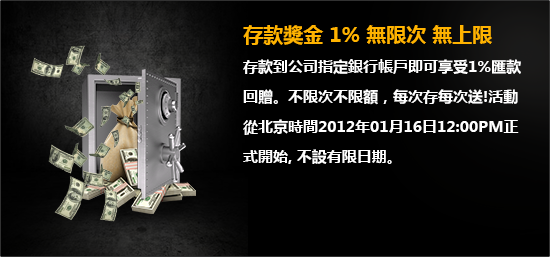 存款獎金 1% 無限次 無上限
存款到公司指定銀行帳戶即可享受1%匯款
回贈。不限次不限額，每次存每次送!活動
從北京時間2012年01月16日12:00PM正
式開始, 不設有限日期。